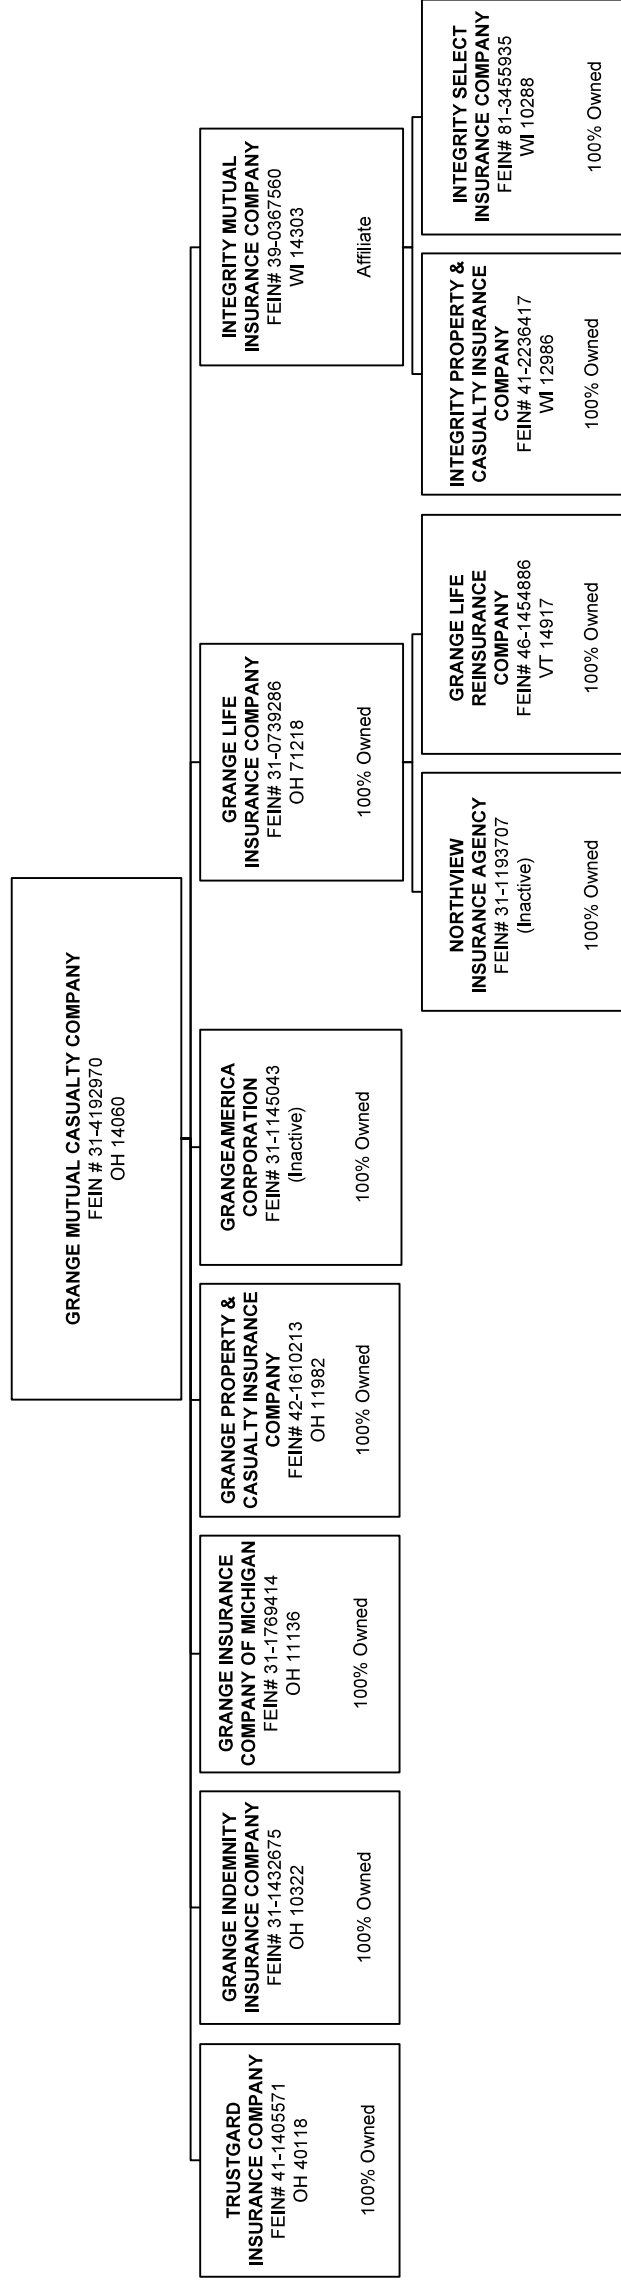 GRANGE MUTUAL CASUALTY COMPANY
FEIN # 31-4192970
OH 14060
TRUSTGARD
INSURANCE COMPANY
FEIN# 41-1405571
OH 40118
100% Owned
GRANGE INDEMNITY
INSURANCE COMPANY
FEIN# 31-1432675
OH 10322
100% Owned
GRANGE INSURANCE
COMPANY OF MICHIGAN
FEIN# 31-1769414
OH 11136
100% Owned
GRANGE PROPERTY &
CASUALTY INSURANCE
COMPANY
FEIN# 42-1610213
OH 11982
100% Owned
GRANGEAMERICA
CORPORATION
FEIN# 31-1145043
(Inactive)
100% Owned
GRANGE LIFE
INSURANCE COMPANY
FEIN# 31-0739286
OH 71218
100% Owned
INTEGRITY MUTUAL
INSURANCE COMPANY
FEIN# 39-0367560
WI 14303
Affiliate
NORTHVIEW
INSURANCE AGENCY
FEIN# 31-1193707
(Inactive)
100% Owned
GRANGE LIFE
REINSURANCE
COMPANY
FEIN# 46-1454886
VT 14917
100% Owned
INTEGRITY PROPERTY &
CASUALTY INSURANCE
COMPANY
FEIN# 41-2236417
WI 12986
100% Owned
INTEGRITY SELECT
INSURANCE COMPANY
FEIN# 81-3455935
WI 10288
100% Owned